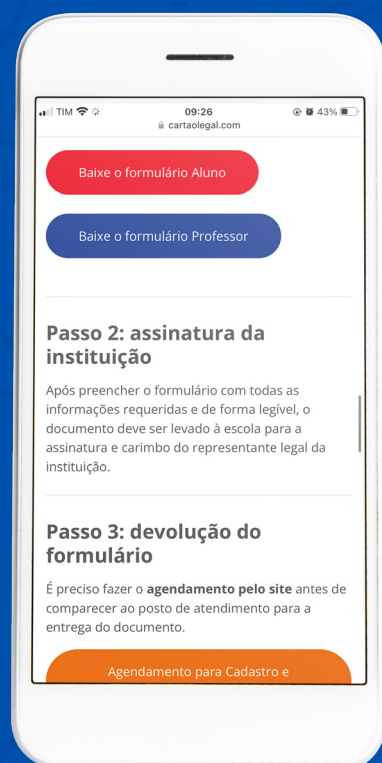 TIM 09:26 43%
cartaolegal.com
Baixe o formulário Aluno
Baixe o formulário Professor
Passo 2: assinatura da
instituição
Após preencher o formulário com todas as
informações requeridas e de forma legível, o
documento deve ser levado à escola para a
assinatura e carimbo do representante legal da
instituição.
Passo 3: devolução do
formulário
É preciso fazer o agendamento pelo site antes de
comparecer ao posto de atendimento para a
entrega do documento.
Agendamento para Cadastro e